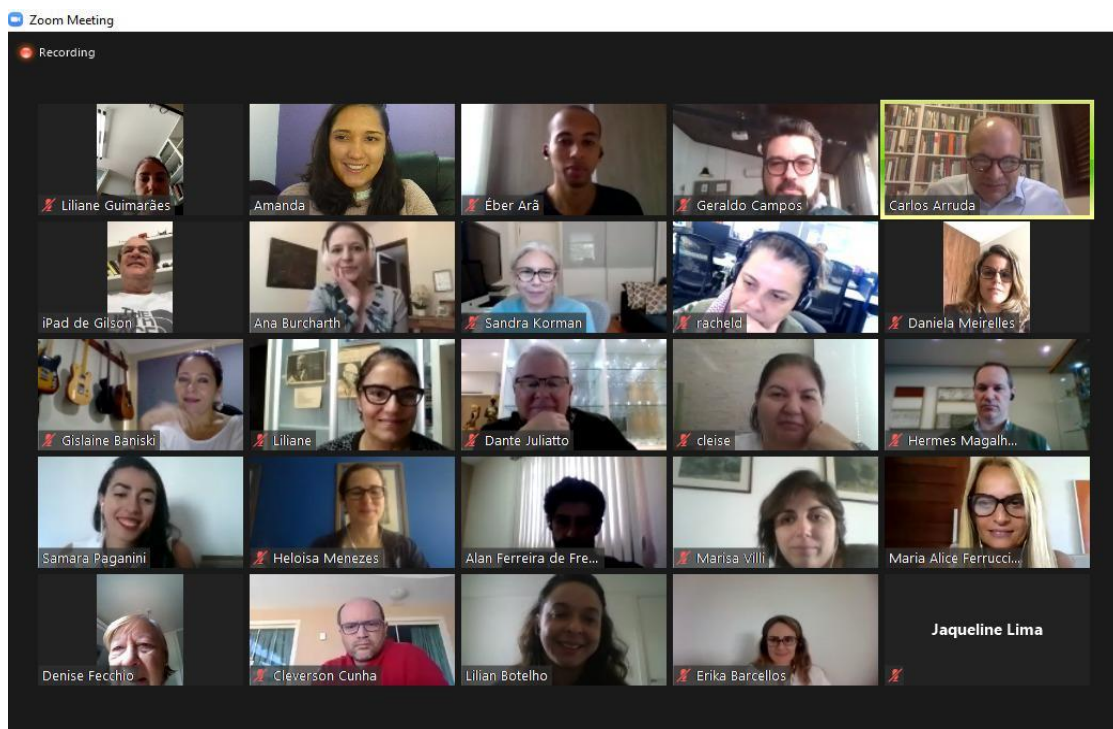 Zoom Meeting
Recording
Liliane Guimarães
Amanda
Éber Arã
Geraldo Campos
Carlos Arruda
iPad de Gilson
Ana Burcharth
Sandra Korman
racheld
Daniela Meirelles
Gislaine Baniski
Liliane
Dante Juliatto
cleise
Hermes Magalh...
Samara Paganini
Heloisa Menezes
Alan Ferreira de Fre...
Marisa Villi
Maria Alice Ferrucci...
Denise Fecchio
Cleverson Cunha
Lilian Botelho
Erika Barcellos
Jaqueline Lima